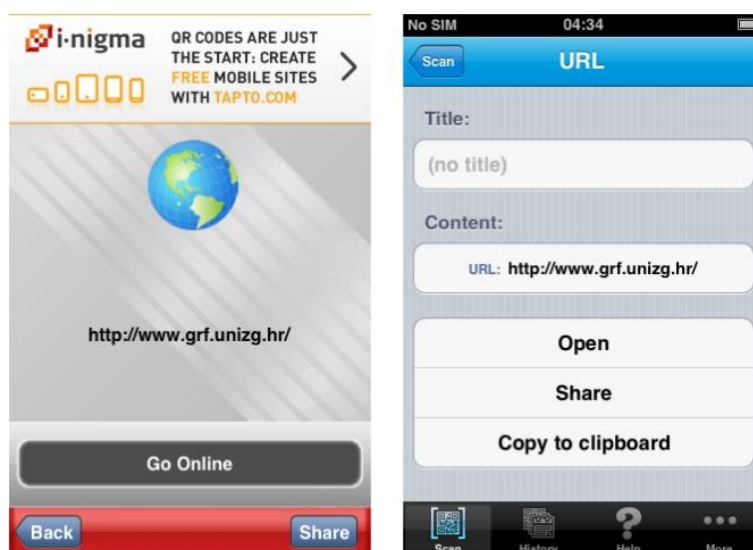 i-nigma
QR CODES ARE JUST
THE START: CREATE
FREE MOBILE SITES
WITH TAPTO.COM
http://www.grf.unizg.hr/
Go Online
Back
Share
No SIM
04:34
Scan
URL
Title:
(no title)
Content:
URL: http://www.grf.unizg.hr/
Open
Share
Copy to clipboard
Scan
History
Help
More